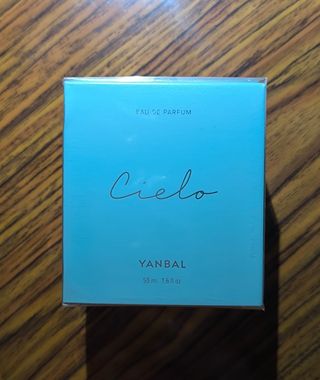 EAU DE PARFUM
Cielo
YANBAL
50 ml 1.6 fl.oz